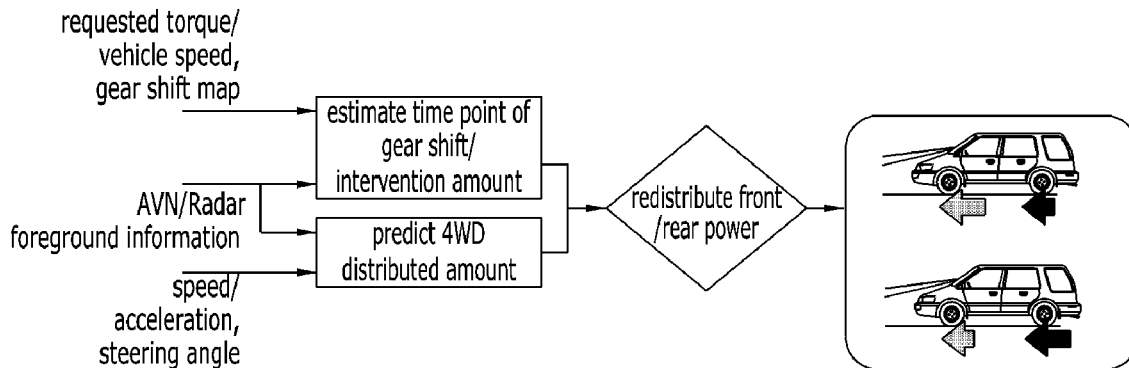 requested torque/
vehicle speed,
gear shift map
estimate time point of
gear shift/
intervention amount
AVN/Radar
foreground information
predict 4WD
distributed amount
speed/
acceleration,
steering angle
redistribute front
/rear power